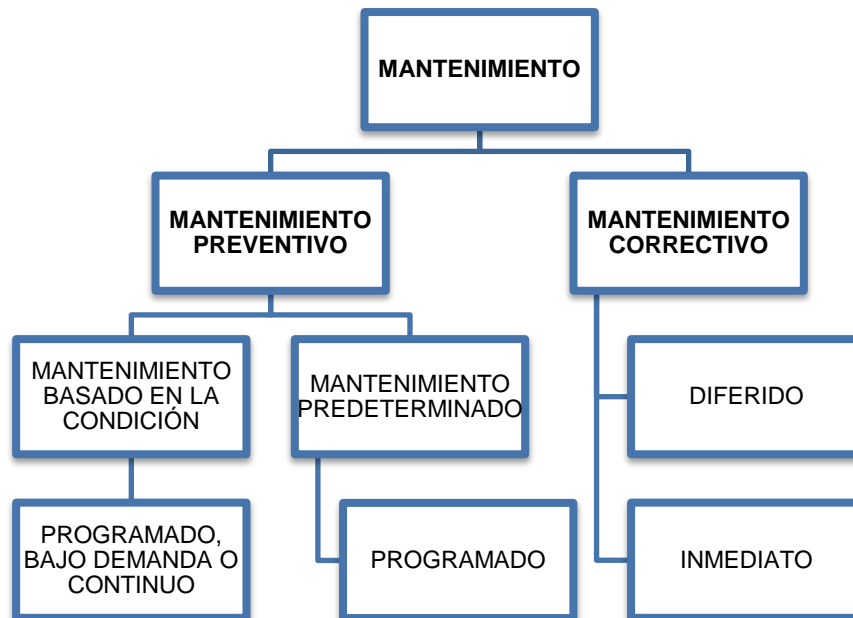 MANTENIMIENTO
MANTENIMIENTO
PREVENTIVO
MANTENIMIENTO
CORRECTIVO
MANTENIMIENTO
BASADO EN LA
CONDICIÓN
MANTENIMIENTO
PREDETERMINADO
DIFERIDO
PROGRAMADO,
BAJO DEMANDA O
CONTINUO
PROGRAMADO
INMEDIATO